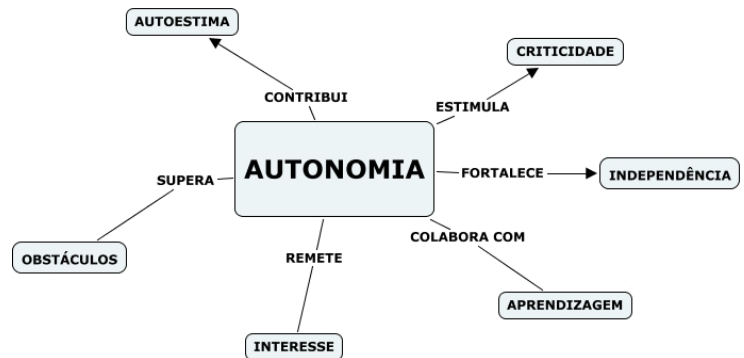 AUTOESTIMA
CRITICIDADE
CONTRIBUI
ESTIMULA
AUTONOMIA
FORTALECE
INDEPENDÊNCIA
SUPERA
COLABORA COM
OBSTÁCULOS
REMETE
APRENDIZAGEM
INTERESSE